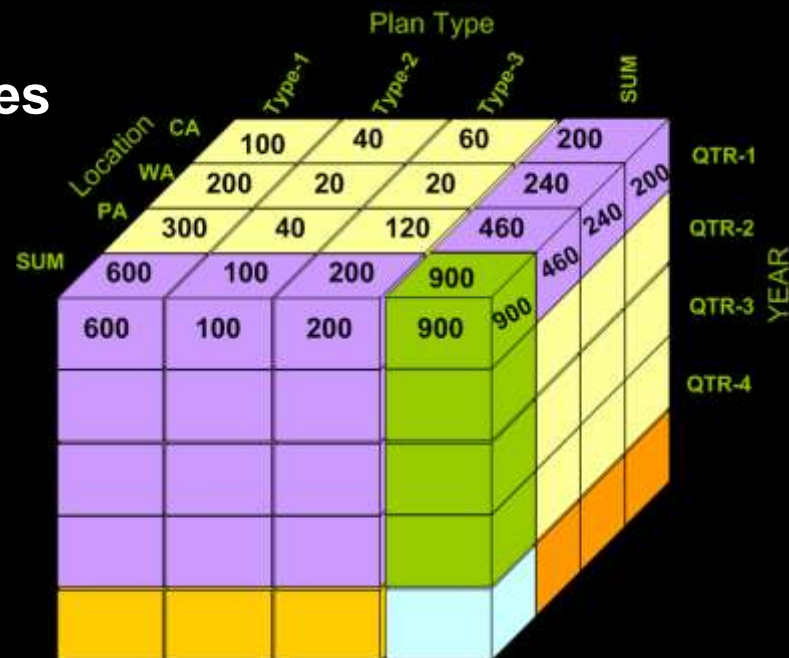 Plan Type
es
Type-1 Type-2 Type-3 SUM
Location
CA 100 40 60 200 QTR-1
WA 200 20 20 240 200
PA 300 40 120 460 240 QTR-2
SUM 600 100 200 900 460
600 100 200 900 900 QTR-3
YEAR
QTR-4